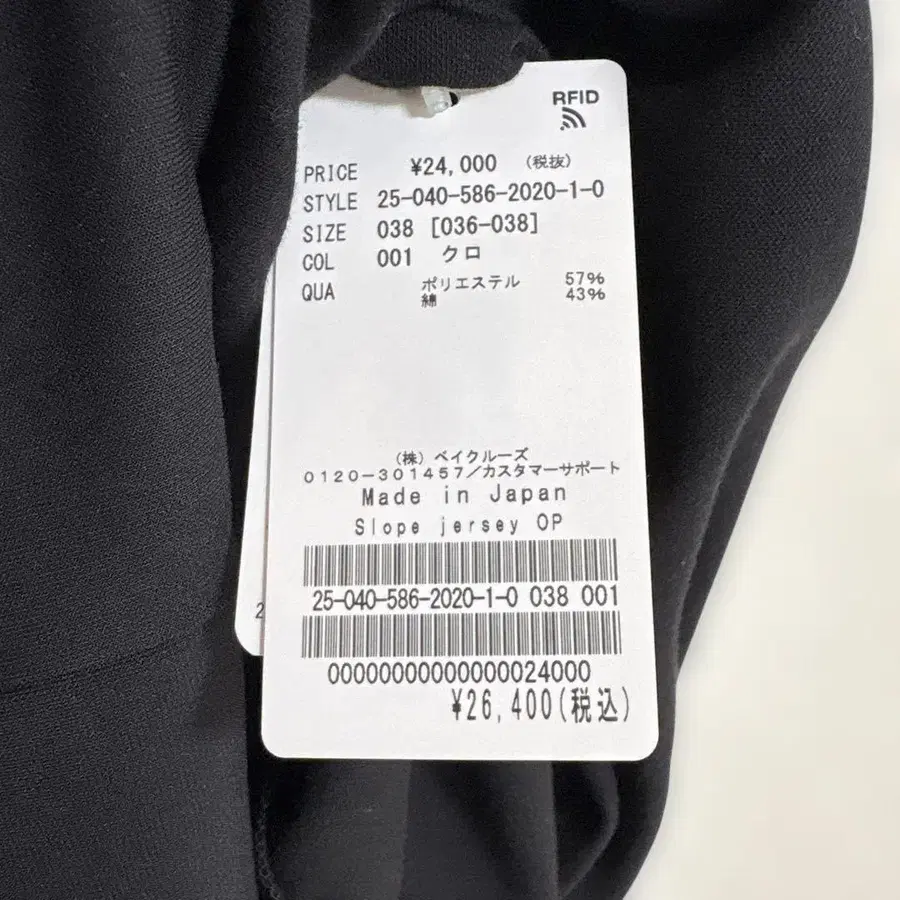 RFID
PRICE ¥24,000 (税抜)
STYLE 25-040-586-2020-1-0
SIZE 038 [036-038]
COL 001 クロ
QUA ポリエステル 57%
綿 43%
(株)ベイクルーズ
0120-301457/カスタマーサポート
Made in Japan
Slope jersey OP
25-040-586-2020-1-0 038 001
00000000000000024000
¥26,400(税込)
2